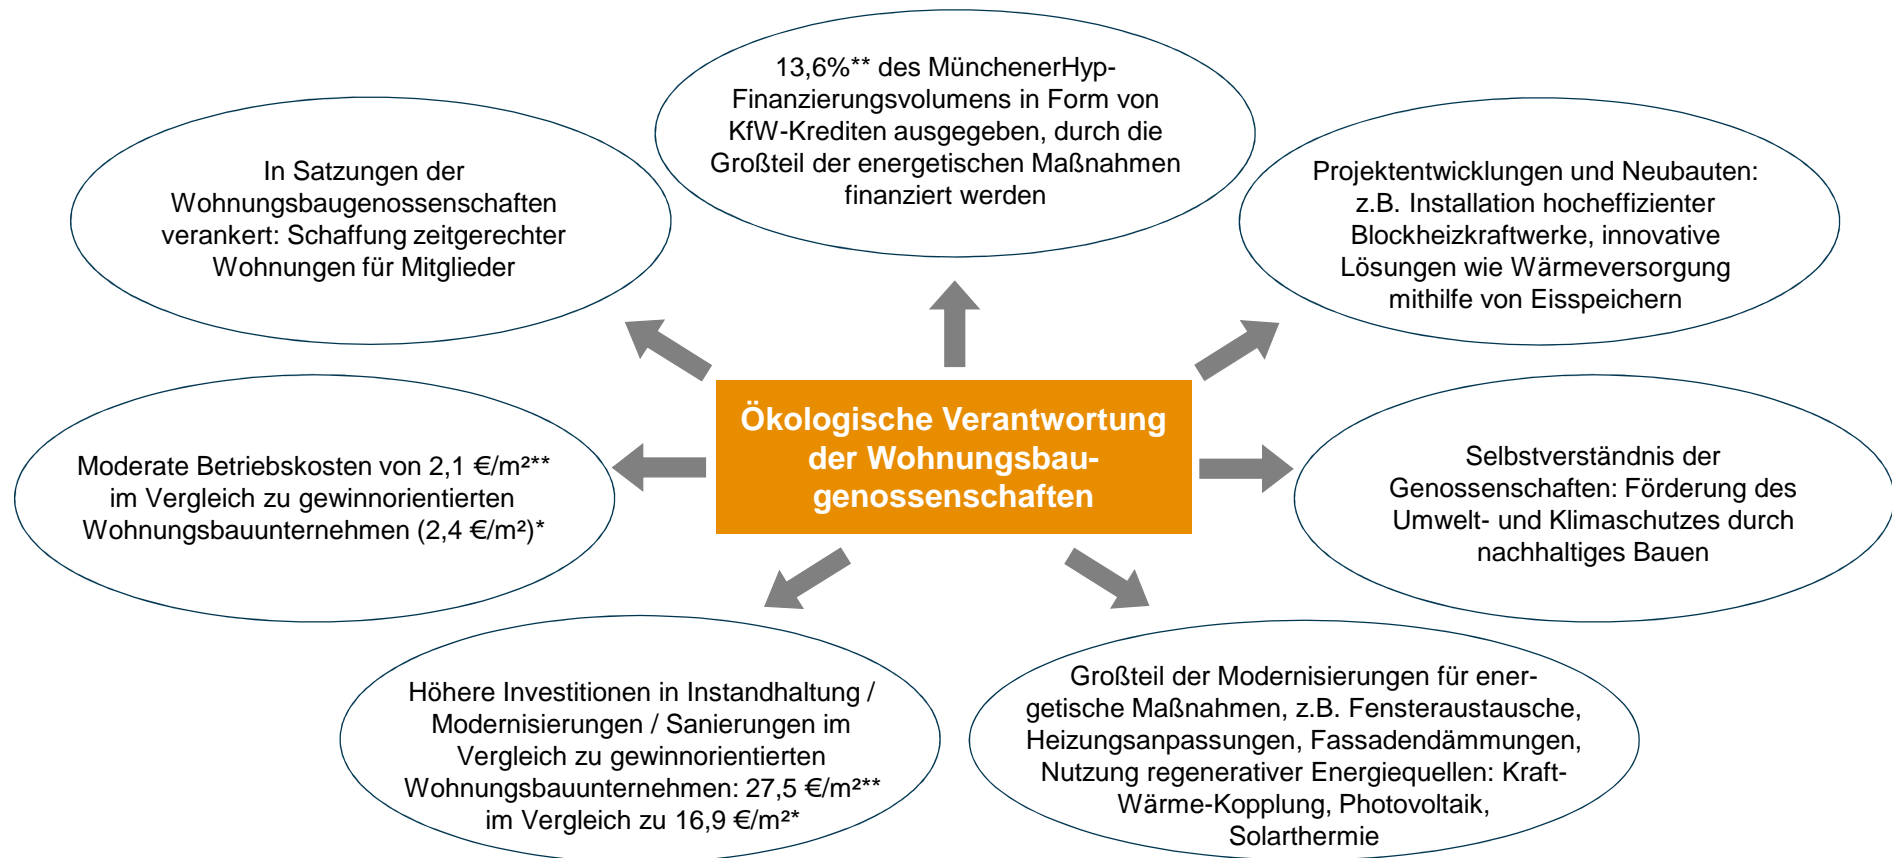 13,6%** des MünchenerHyp-
Finanzierungsvolumens in Form von
KfW-Krediten ausgegeben, durch die
Großteil der energetischen Maßnahmen
finanziert werden
In Satzungen der
Wohnungsbaugenossenschaften
verankert: Schaffung zeitgerechter
Wohnungen für Mitglieder
Projektentwicklungen und Neubauten:
z.B. Installation hocheffizienter
Blockheizkraftwerke, innovative
Lösungen wie Wärmeversorgung
mithilfe von Eisspeichern
Ökologische Verantwortung
der Wohnungsbau-
genossenschaften
Moderate Betriebskosten von 2,1 €/m²**
im Vergleich zu gewinnorientierten
Wohnungsbauunternehmen (2,4 €/m²)*
Selbstverständnis der
Genossenschaften: Förderung des
Umwelt- und Klimaschutzes durch
nachhaltiges Bauen
Höhere Investitionen in Instandhaltung /
Modernisierungen / Sanierungen im
Vergleich zu gewinnorientierten
Wohnungsbauunternehmen: 27,5 €/m²**
im Vergleich zu 16,9 €/m²*
Großteil der Modernisierungen für ener-
getische Maßnahmen, z.B. Fensteraustausche,
Heizungsanpassungen, Fassadendämmungen,
Nutzung regenerativer Energiequellen: Kraft-
Wärme-Kopplung, Photovoltaik,
Solarthermie